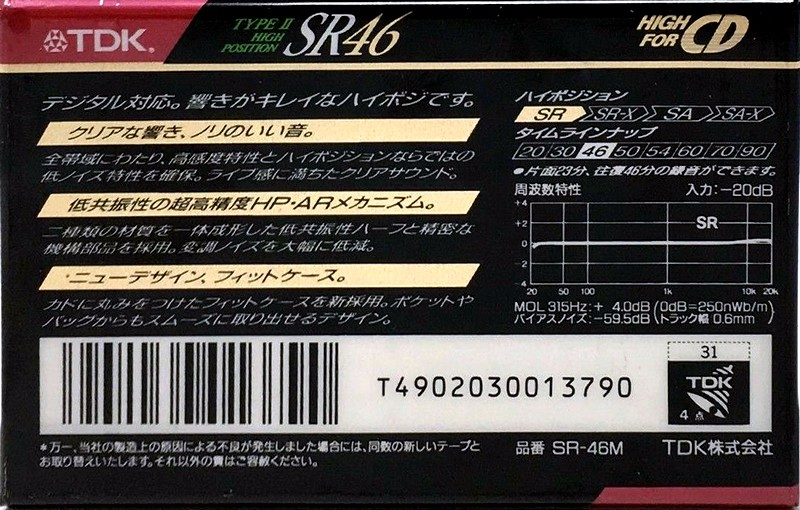 TDK.
TYPE II
HIGH
POSITION
SR46
HIGH
FOR CD
デジタル対応。響きがキレイなハイポジです。
クリアな響き、ノリのいい音。
全帯域にわたり、高感度特性とハイポジションならではの
低ノイズ特性を確保。ライブ感に満ちたクリアサウンド。
低共振性の超高精度HP・ARメカニズム。
二種類の材質を一体成形した低共振性ハーフと精密な
機構部品を採用。変調ノイズを大幅に低減。
・ニューデザイン、フィットケース。
カドに丸みをつけたフィットケースを新採用。ポケットや
バッグからもスムーズに取り出せるデザイン。
ハイポジション
SR SR-X SA SA-X
タイムラインナップ
20 30 46 50 54 60 70 90
●片面23分、往復46分の録音ができます。
周波数特性 入力:−20dB
+4
+2
0
−2
−4
SR
20 50 100 1k 10k 20k
MOL 315Hz:+ 4.0dB (0dB=250nWb/m)
バイアスノイズ:−59.5dB (トラック幅 0.6mm)
T4902030013790
31
TDK
4 点
＊万一、当社の製造上の原因による不良が発生しました場合には、同数の新しいテープと
お取り替えいたします。それ以外の責はご容赦ください。
品番 SR-46M TDK株式会社